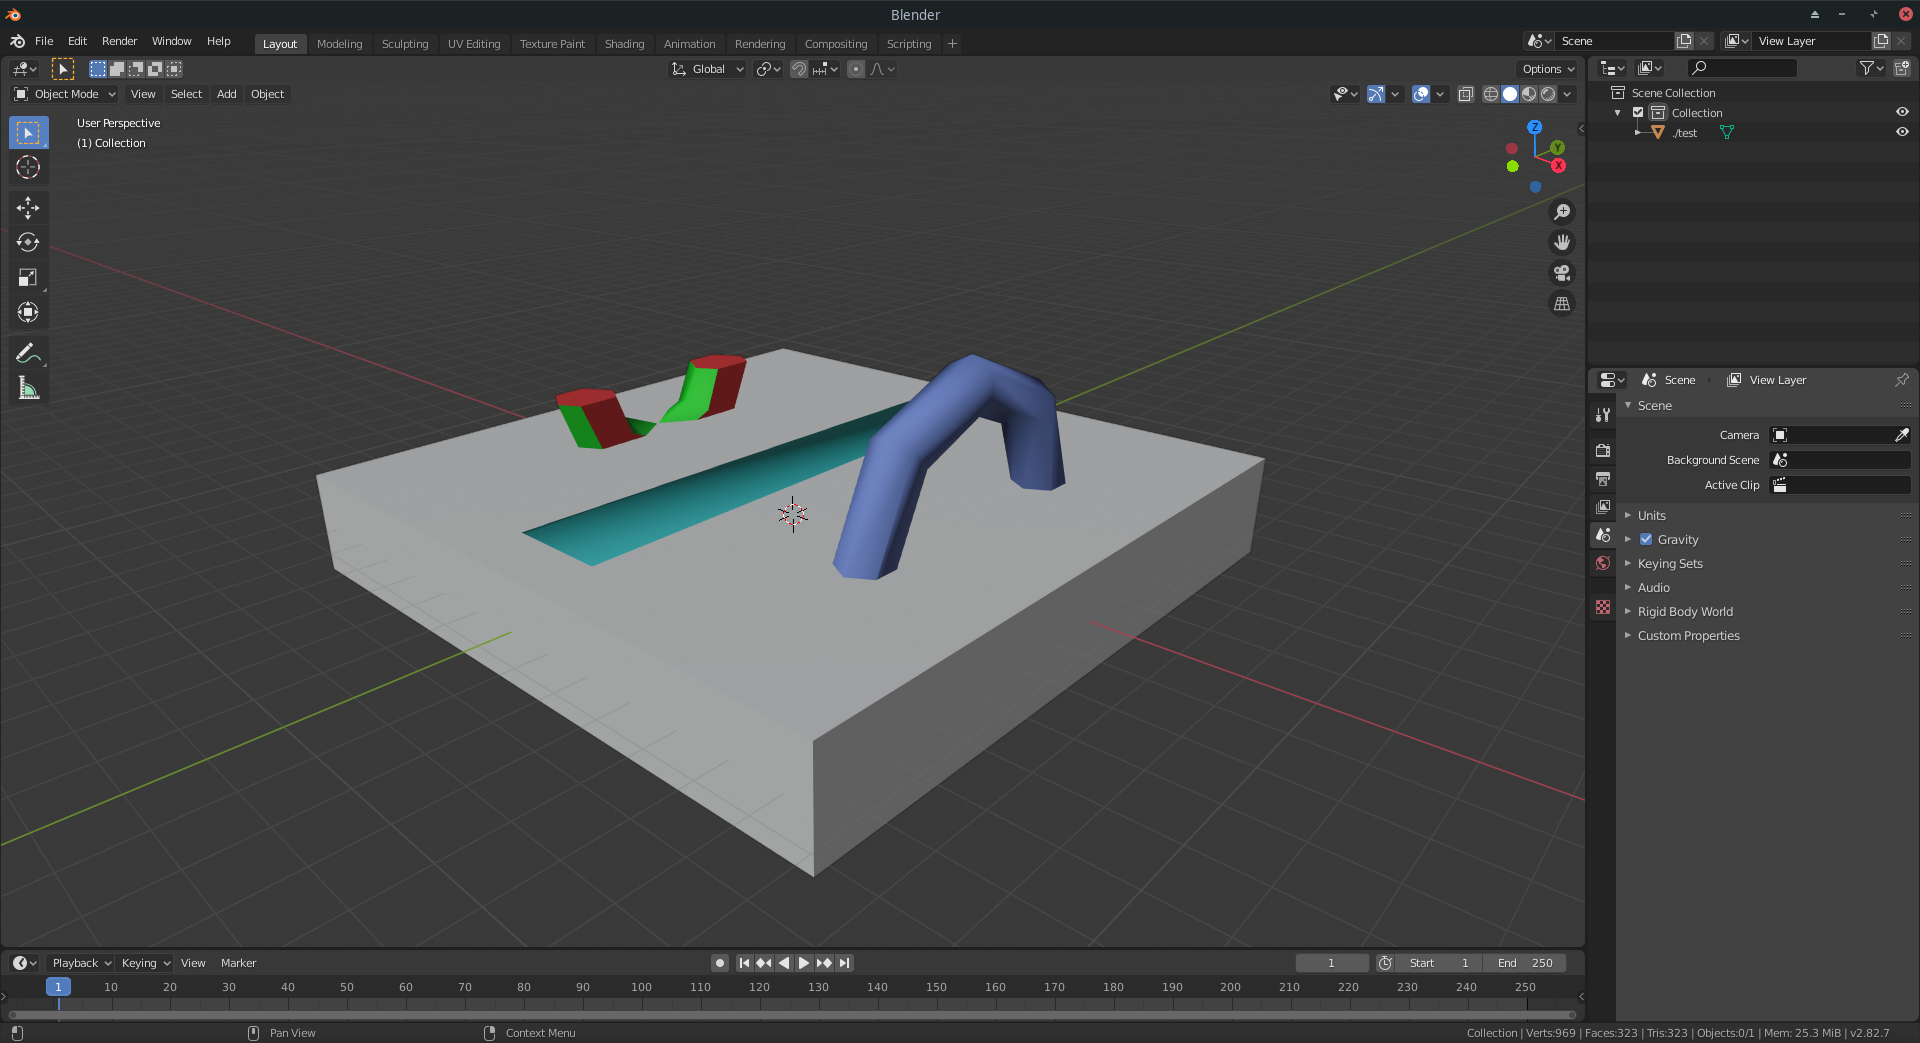 Blender
File Edit Render Window Help Layout Modeling Sculpting UV Editing Texture Paint Shading Animation Rendering Compositing Scripting + Scene View Layer
Global Options
Object Mode View Select Add Object
User Perspective
(1) Collection
Z
Y
X
Scene Collection
Collection
./test
Scene View Layer
Scene
Camera
Background Scene
Active Clip
Units
Gravity
Keying Sets
Audio
Rigid Body World
Custom Properties
Playback Keying View Marker 1 Start 1 End 250
1 10 20 30 40 50 60 70 80 90 100 110 120 130 140 150 160 170 180 190 200 210 220 230 240 250
Pan View Context Menu Collection | Verts:969 | Faces:323 | Tris:323 | Objects:0/1 | Mem: 25.3 MiB | v2.82.7